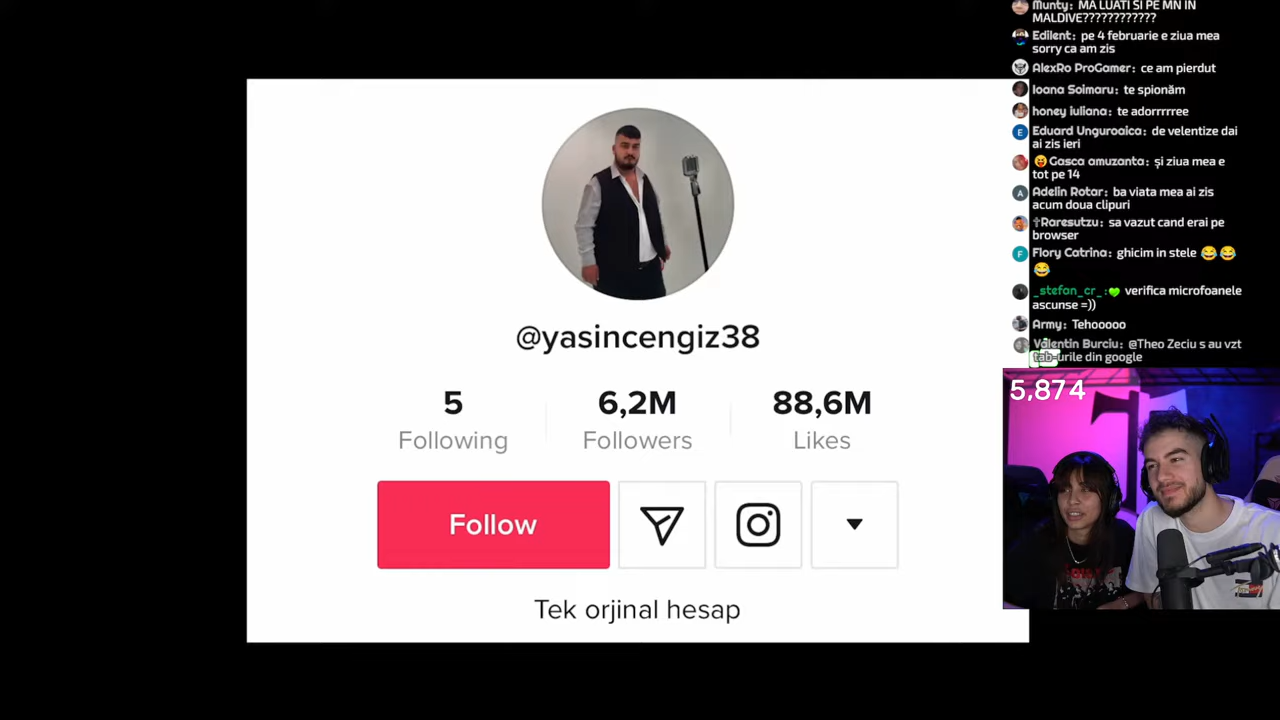 @yasincengiz38
5
Following
6,2M
Followers
88,6M
Likes
Follow
Tek orjinal hesap
Munty: MA LUATI SI PE MN IN
MALDIVE????????????
Edilent: pe 4 februarie e ziua mea
sorry ca am zis
AlexRo ProGamer: ce am pierdut
Ioana Soimaru: te spionăm
honey iuliana: te adorrrrree
E Eduard Unguroaica: de velentize dai
ai zis ieri
😝Gasca amuzanta: și ziua mea e
tot pe 14
A Adelin Rotar: ba viata mea ai zis
acum doua clipuri
✝Raresutzu: sa vazut cand erai pe
browser
F Flory Catrina: ghicim in stele 😂😂
😂
_stefan_cr_:💚 verifica microfoanele
ascunse =))
Army: Tehooooo
Valentin Burciu: @Theo Zeciu s au vzt
tab-urile din google
5,874